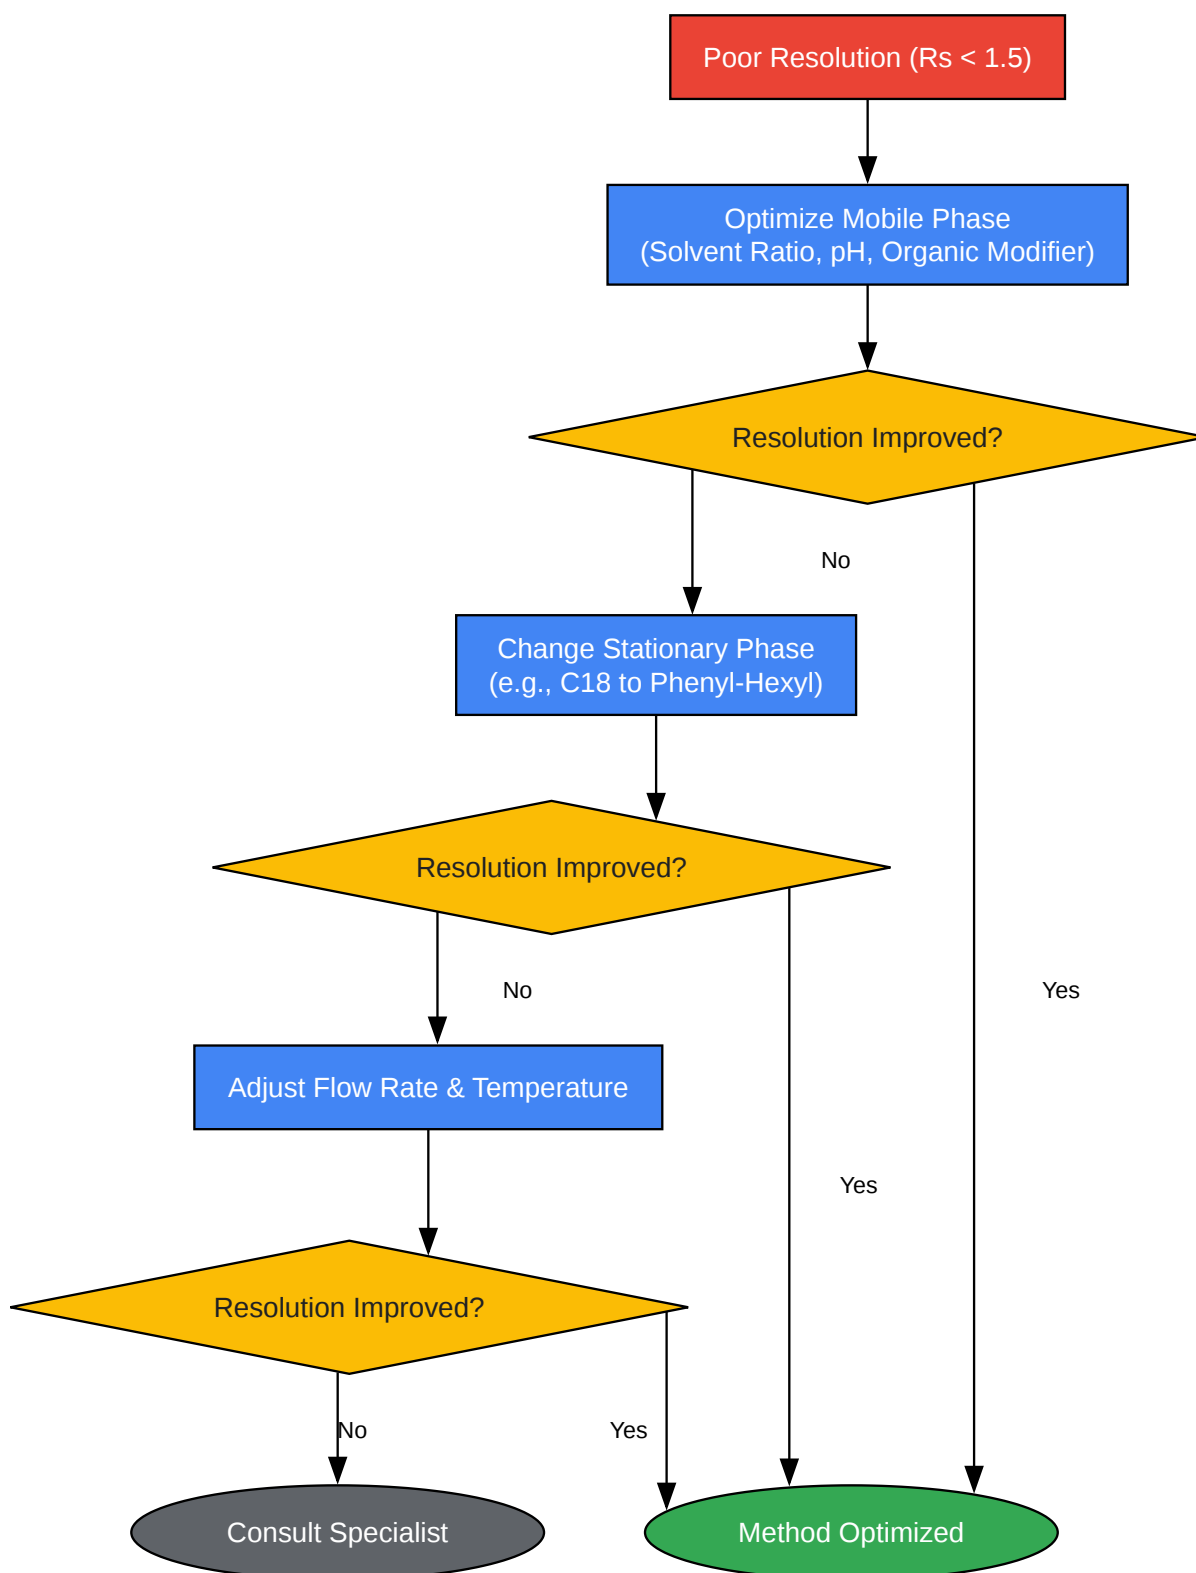 Poor Resolution (Rs < 1.5)
Optimize Mobile Phase
(Solvent Ratio, pH, Organic Modifier)
Resolution Improved?
No
Change Stationary Phase
(e.g., C18 to Phenyl-Hexyl)
Resolution Improved?
No
Yes
Adjust Flow Rate & Temperature
Yes
Resolution Improved?
No
Yes
Consult Specialist
Method Optimized